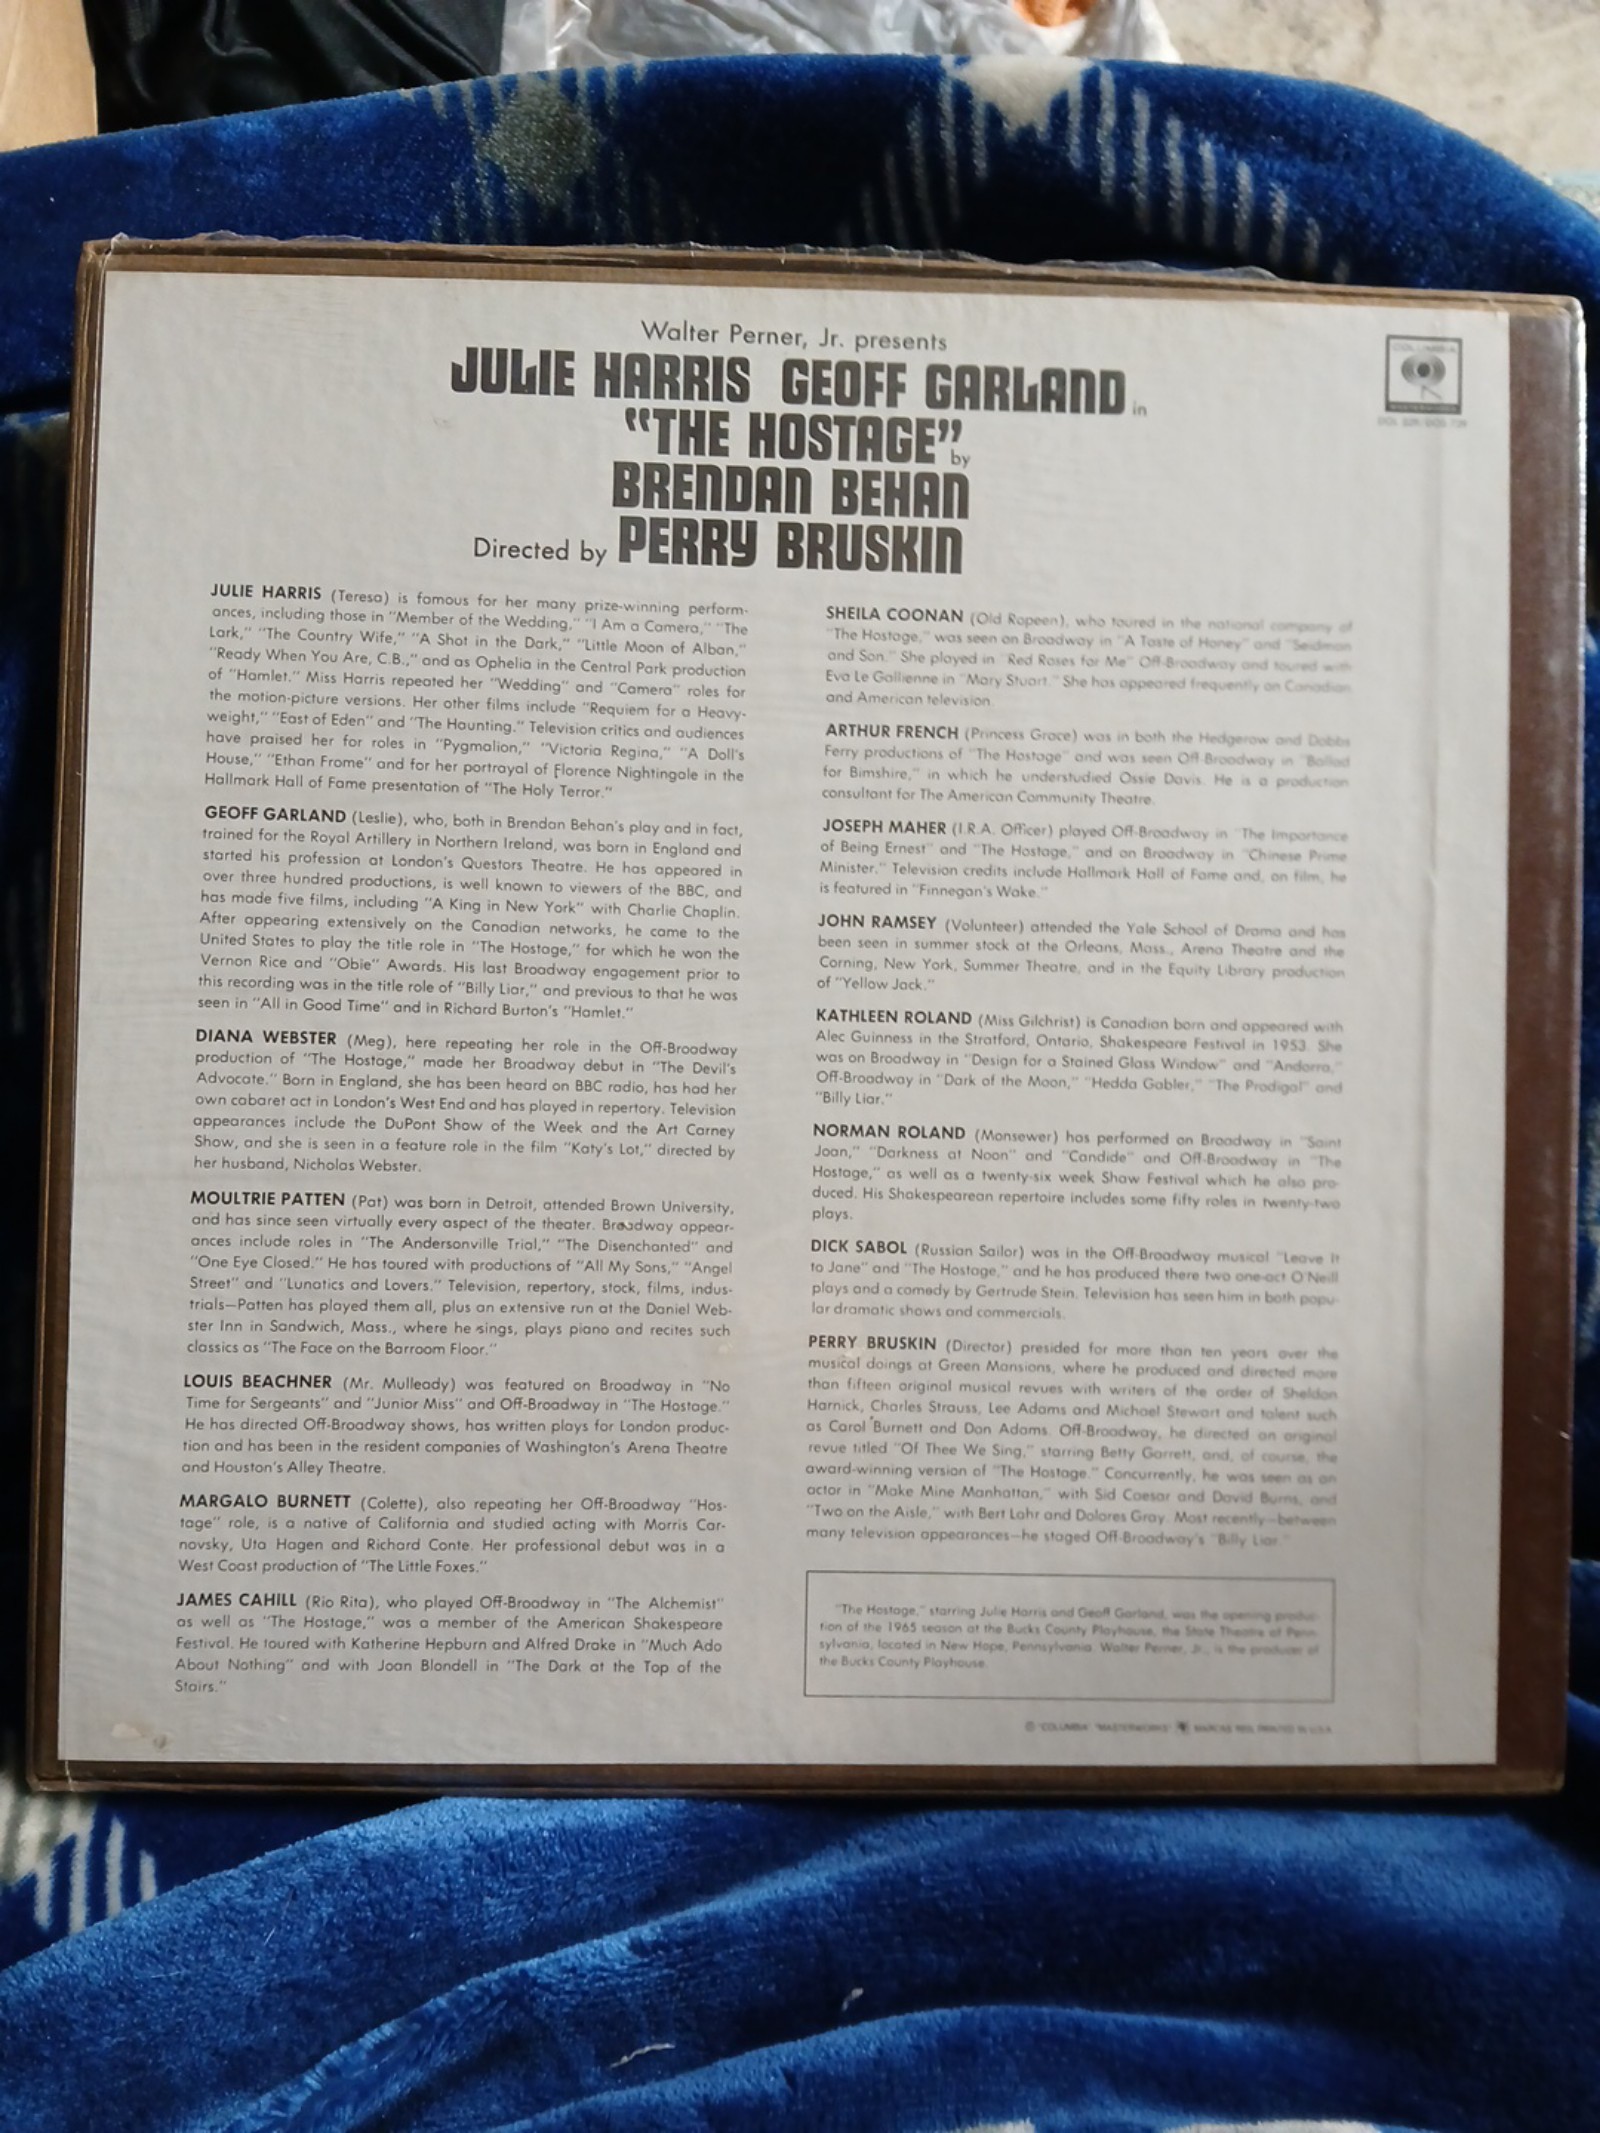 Walter Perner, Jr. presents
JULIE HARRIS GEOFF GARLAND in
"THE HOSTAGE" by
BRENDAN BEHAN
Directed by PERRY BRUSKIN
COLUMBIA
JULIE HARRIS (Teresa) is famous for her many prize-winning perform-
ances, including those in "Member of the Wedding," "I Am a Camera," "The
Lark," "The Country Wife," "A Shot in the Dark," "Little Moon of Alban,"
"Ready When You Are, C.B.," and as Ophelia in the Central Park production
of "Hamlet." Miss Harris repeated her "Wedding" and "Camera" roles for
the motion-picture versions. Her other films include "Requiem for a Heavy-
weight," "East of Eden" and "The Haunting." Television critics and audiences
have praised her for roles in "Pygmalion," "Victoria Regina," "A Doll's
House," "Ethan Frome" and for her portrayal of Florence Nightingale in the
Hallmark Hall of Fame presentation of "The Holy Terror."
GEOFF GARLAND (Leslie), who, both in Brendan Behan's play and in fact,
trained for the Royal Artillery in Northern Ireland, was born in England and
started his profession at London's Questors Theatre. He has appeared in
over three hundred productions, is well known to viewers of the BBC, and
has made five films, including "A King in New York" with Charlie Chaplin.
After appearing extensively on the Canadian networks, he came to the
United States to play the title role in "The Hostage," for which he won the
Vernon Rice and "Obie" Awards. His last Broadway engagement prior to
this recording was in the title role of "Billy Liar," and previous to that he was
seen in "All in Good Time" and in Richard Burton's "Hamlet."
DIANA WEBSTER (Meg), here repeating her role in the Off-Broadway
production of "The Hostage," made her Broadway debut in "The Devil's
Advocate." Born in England, she has been heard on BBC radio, has had her
own cabaret act in London's West End and has played in repertory. Television
appearances include the DuPont Show of the Week and the Art Carney
Show, and she is seen in a feature role in the film "Katy's Lot," directed by
her husband, Nicholas Webster.
MOULTRIE PATTEN (Pat) was born in Detroit, attended Brown University,
and has since seen virtually every aspect of the theater. Broadway appear-
ances include roles in "The Andersonville Trial," "The Disenchanted" and
"One Eye Closed." He has toured with productions of "All My Sons," "Angel
Street" and "Lunatics and Lovers." Television, repertory, stock, films, indus-
trials—Patten has played them all, plus an extensive run at the Daniel Web-
ster Inn in Sandwich, Mass., where he sings, plays piano and recites such
classics as "The Face on the Barroom Floor."
LOUIS BEACHNER (Mr. Mulleady) was featured on Broadway in "No
Time for Sergeants" and "Junior Miss" and Off-Broadway in "The Hostage."
He has directed Off-Broadway shows, has written plays for London produc-
tion and has been in the resident companies of Washington's Arena Theatre
and Houston's Alley Theatre.
MARGALO BURNETT (Colette), also repeating her Off-Broadway "Hos-
tage" role, is a native of California and studied acting with Morris Car-
novsky, Uta Hagen and Richard Conte. Her professional debut was in a
West Coast production of "The Little Foxes."
JAMES CAHILL (Rio Rita), who played Off-Broadway in "The Alchemist"
as well as "The Hostage," was a member of the American Shakespeare
Festival. He toured with Katherine Hepburn and Alfred Drake in "Much Ado
About Nothing" and with Joan Blondell in "The Dark at the Top of the
Stairs."
SHEILA COONAN (Old Ropeen), who toured in the national company of
"The Hostage," was seen on Broadway in "A Taste of Honey" and "Seidman
and Son." She played in "Red Roses for Me" Off-Broadway and toured with
Eva Le Gallienne in "Mary Stuart." She has appeared frequently on Canadian
and American television.
ARTHUR FRENCH (Princess Grace) was in both the Hedgerow and Dobbs
Ferry productions of "The Hostage" and was seen Off-Broadway in "Ballad
for Bimshire," in which he understudied Ossie Davis. He is a production
consultant for The American Community Theatre.
JOSEPH MAHER (I.R.A. Officer) played Off-Broadway in "The Importance
of Being Ernest" and "The Hostage," and on Broadway in "Chinese Prime
Minister." Television credits include Hallmark Hall of Fame and, on film, he
is featured in "Finnegan's Wake."
JOHN RAMSEY (Volunteer) attended the Yale School of Drama and has
been seen in summer stock at the Orleans, Mass., Arena Theatre and the
Corning, New York, Summer Theatre, and in the Equity Library production
of "Yellow Jack."
KATHLEEN ROLAND (Miss Gilchrist) is Canadian born and appeared with
Alec Guinness in the Stratford, Ontario, Shakespeare Festival in 1953. She
was on Broadway in "Design for a Stained Glass Window" and "Andorra,"
Off-Broadway in "Dark of the Moon," "Hedda Gabler," "The Prodigal" and
"Billy Liar."
NORMAN ROLAND (Monsewer) has performed on Broadway in "Saint
Joan," "Darkness at Noon" and "Candide" and Off-Broadway in "The
Hostage," as well as a twenty-six week Shaw Festival which he also pro-
duced. His Shakespearean repertoire includes some fifty roles in twenty-two
plays.
DICK SABOL (Russian Sailor) was in the Off-Broadway musical "Leave It
to Jane" and "The Hostage," and he has produced there two one-act O'Neill
plays and a comedy by Gertrude Stein. Television has seen him in both popu-
lar dramatic shows and commercials.
PERRY BRUSKIN (Director) presided for more than ten years over the
musical doings at Green Mansions, where he produced and directed more
than fifteen original musical revues with writers of the order of Sheldon
Harnick, Charles Strauss, Lee Adams and Michael Stewart and talent such
as Carol Burnett and Don Adams. Off-Broadway, he directed an original
revue titled "Of Thee We Sing," starring Betty Garrett, and, of course, the
award-winning version of "The Hostage." Concurrently, he was seen as an
actor in "Make Mine Manhattan," with Sid Caesar and David Burns, and
"Two on the Aisle," with Bert Lahr and Dolores Gray. Most recently—between
many television appearances—he staged Off-Broadway's "Billy Liar."
"The Hostage," starring Julie Harris and Geoff Garland, was the opening produc-
tion of the 1965 season at the Bucks County Playhouse, the State Theatre of Penn-
sylvania, located in New Hope, Pennsylvania. Walter Perner, Jr., is the producer of
the Bucks County Playhouse.
© "COLUMBIA" "MASTERWORKS" MARCAS REG. PRINTED IN U.S.A.